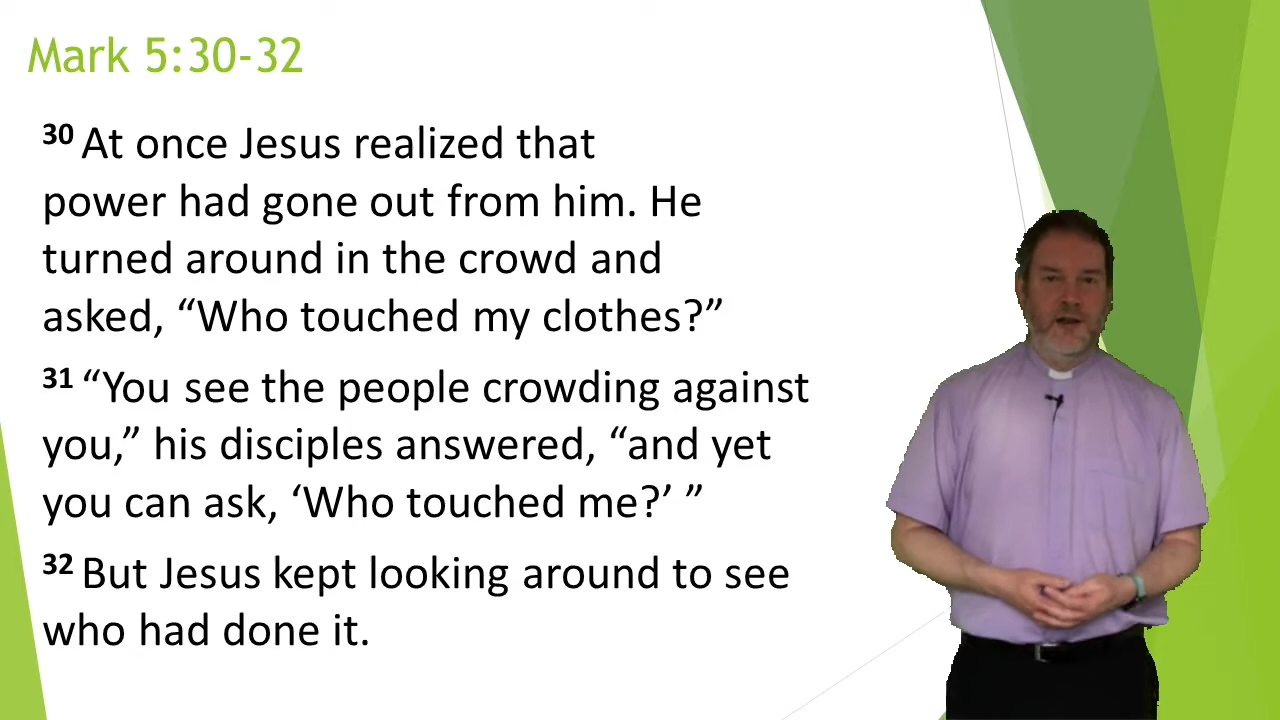 Mark 5:30-32
30 At once Jesus realized that
power had gone out from him. He
turned around in the crowd and
asked, “Who touched my clothes?”
31 “You see the people crowding against
you,” his disciples answered, “and yet
you can ask, ‘Who touched me?’ ”
32 But Jesus kept looking around to see
who had done it.